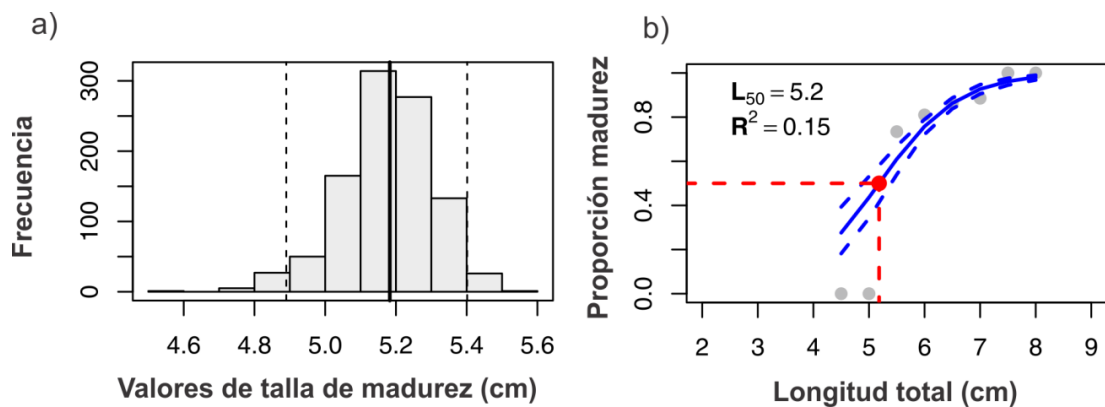 a)
Frecuencia
300
200
100
0
4.6 4.8 5.0 5.2 5.4 5.6
Valores de talla de madurez (cm)
b)
Proporción madurez
0.8
0.4
0.0
L50 = 5.2
R2 = 0.15
2 3 4 5 6 7 8 9
Longitud total (cm)